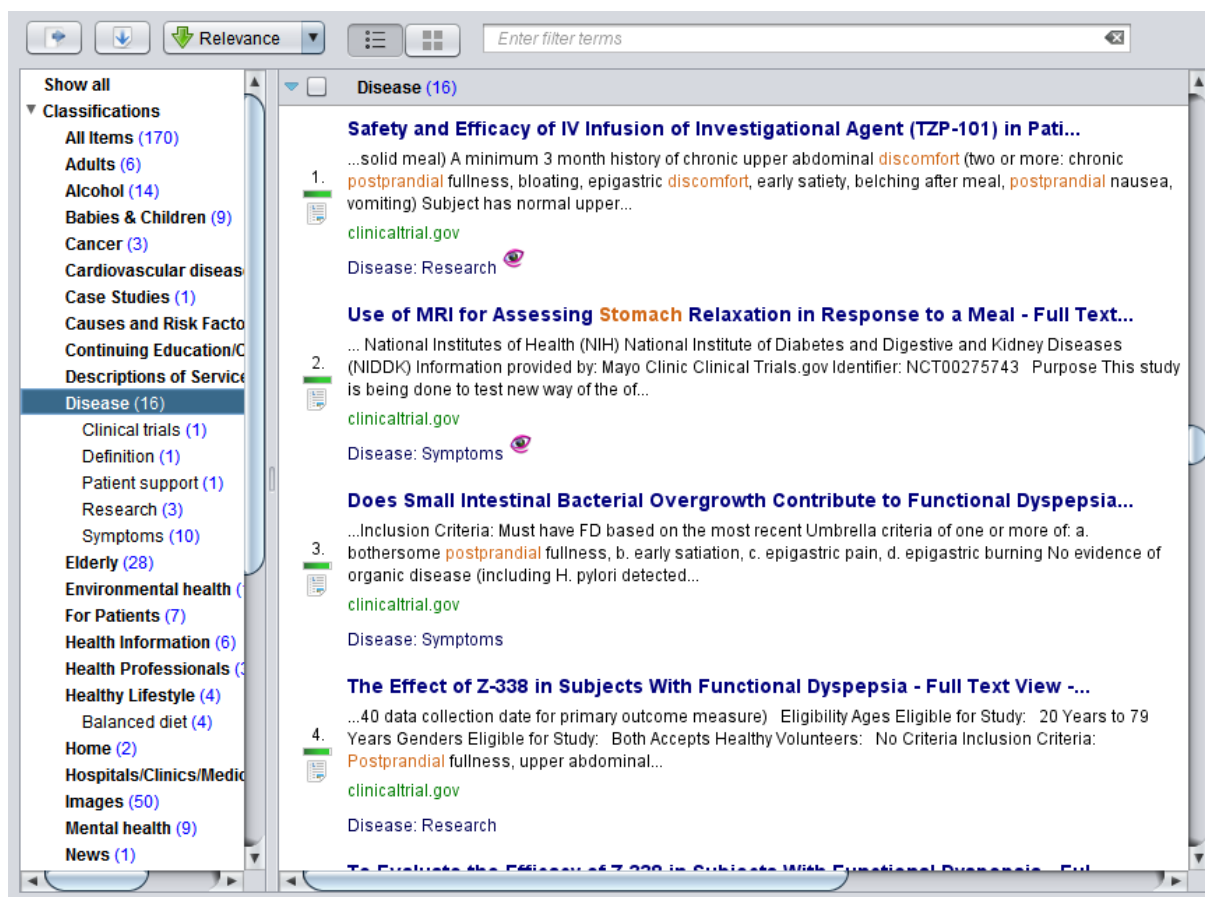 Relevance
Enter filter terms
Show all
Classifications
All Items (170)
Adults (6)
Alcohol (14)
Babies & Children (9)
Cancer (3)
Cardiovascular diseas
Case Studies (1)
Causes and Risk Facto
Continuing Education/C
Descriptions of Service
Disease (16)
Clinical trials (1)
Definition (1)
Patient support (1)
Research (3)
Symptoms (10)
Elderly (28)
Environmental health (
For Patients (7)
Health Information (6)
Health Professionals (3
Healthy Lifestyle (4)
Balanced diet (4)
Home (2)
Hospitals/Clinics/Medic
Images (50)
Mental health (9)
News (1)
Disease (16)
Safety and Efficacy of IV Infusion of Investigational Agent (TZP-101) in Pati...
...solid meal) A minimum 3 month history of chronic upper abdominal discomfort (two or more: chronic
1. postprandial fullness, bloating, epigastric discomfort, early satiety, belching after meal, postprandial nausea,
vomiting) Subject has normal upper...
clinicaltrial.gov
Disease: Research
Use of MRI for Assessing Stomach Relaxation in Response to a Meal - Full Text...
... National Institutes of Health (NIH) National Institute of Diabetes and Digestive and Kidney Diseases
2. (NIDDK) Information provided by: Mayo Clinic Clinical Trials.gov Identifier: NCT00275743 Purpose This study
is being done to test new way of the of...
clinicaltrial.gov
Disease: Symptoms
Does Small Intestinal Bacterial Overgrowth Contribute to Functional Dyspepsia...
...Inclusion Criteria: Must have FD based on the most recent Umbrella criteria of one or more of: a.
3. bothersome postprandial fullness, b. early satiation, c. epigastric pain, d. epigastric burning No evidence of
organic disease (including H. pylori detected...
clinicaltrial.gov
Disease: Symptoms
The Effect of Z-338 in Subjects With Functional Dyspepsia - Full Text View -...
...40 data collection date for primary outcome measure) Eligibility Ages Eligible for Study: 20 Years to 79
4. Years Genders Eligible for Study: Both Accepts Healthy Volunteers: No Criteria Inclusion Criteria:
Postprandial fullness, upper abdominal...
clinicaltrial.gov
Disease: Research
To Evaluate the Efficacy of Z-338 in Subjects With Functional Dyspepsia - Ful...